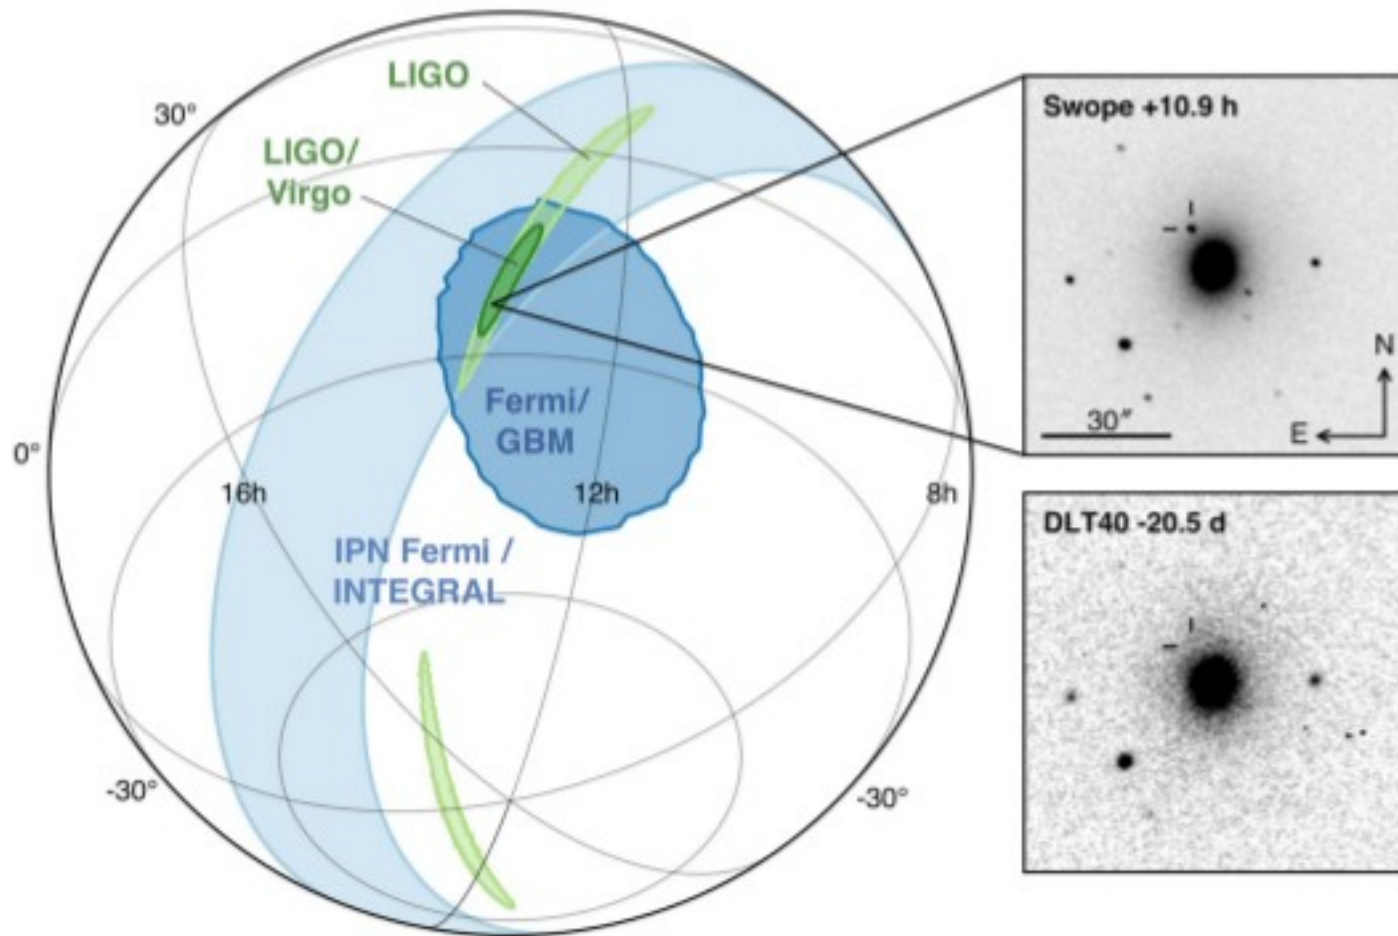 LIGO
30°
LIGO/
Virgo
Fermi/
GBM
0°
16h
12h
8h
IPN Fermi /
INTEGRAL
-30°
-30°
Swope +10.9 h
N
30"
E
DLT40 -20.5 d